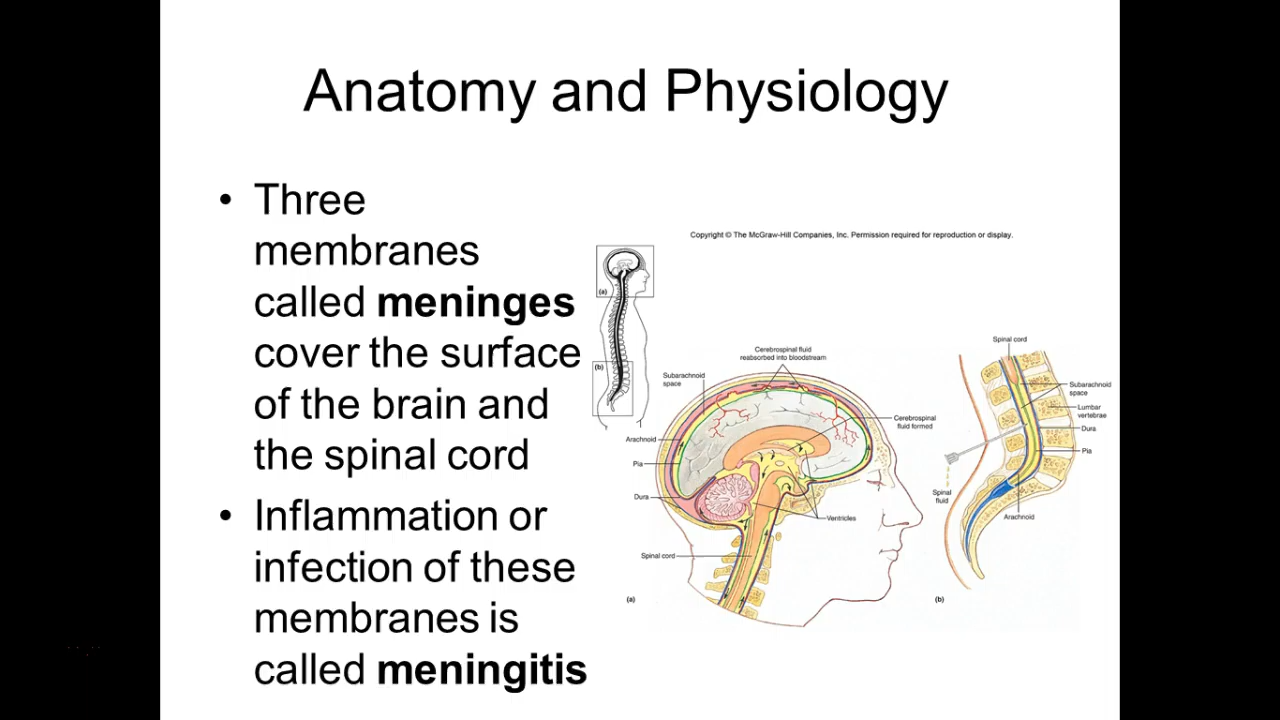 Anatomy and Physiology
• Three
membranes
called meninges
cover the surface
of the brain and
the spinal cord
• Inflammation or
infection of these
membranes is
called meningitis
Copyright © The McGraw-Hill Companies, Inc. Permission required for reproduction or display.
(a)
(b)
Cerebrospinal fluid
reabsorbed into bloodstream
Subarachnoid
space
Cerebrospinal
fluid formed
Arachnoid
Pia
Dura
Ventricles
Spinal cord
(a)
Spinal cord
Subarachnoid
space
Lumbar
vertebrae
Dura
Pia
Spinal
fluid
Arachnoid
(b)